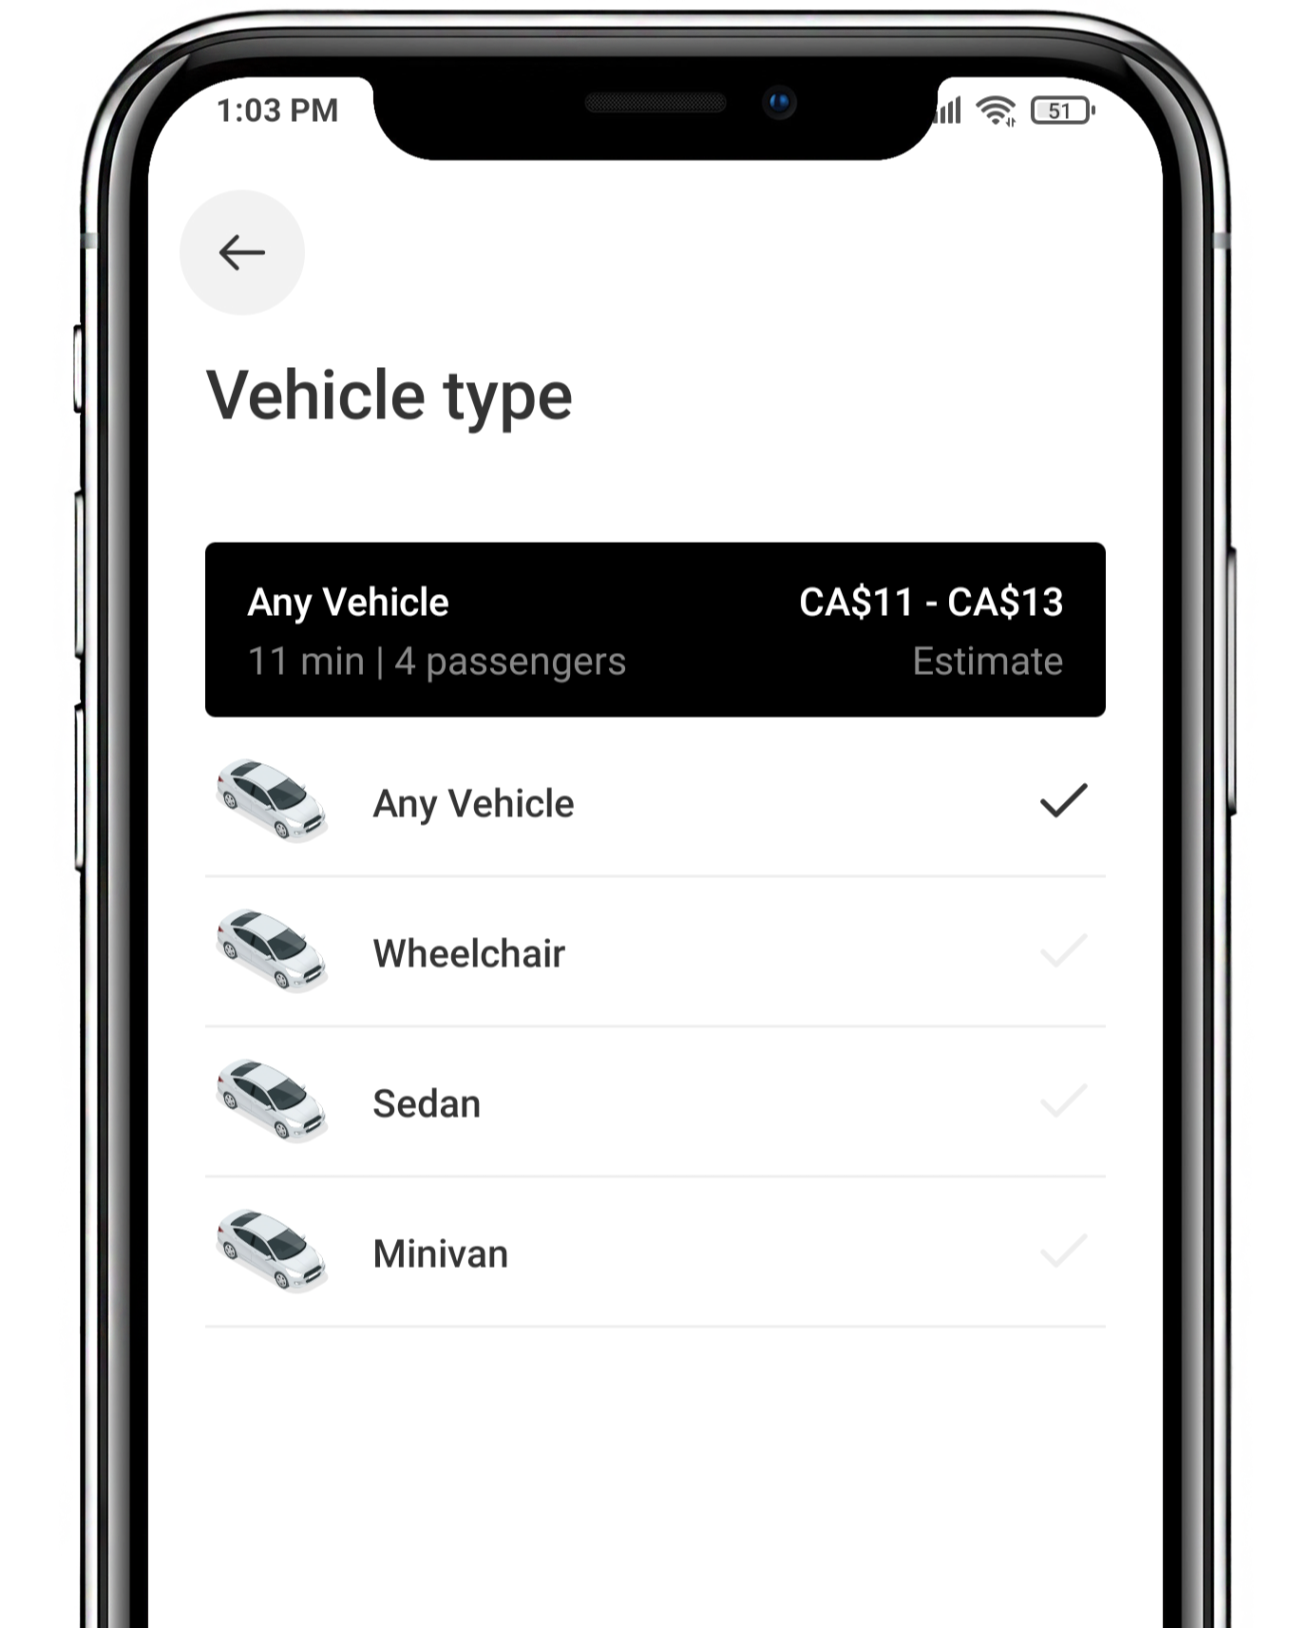 1:03 PM
51
Vehicle type
Any Vehicle
CA$11 - CA$13
11 min | 4 passengers
Estimate
Any Vehicle
Wheelchair
Sedan
Minivan